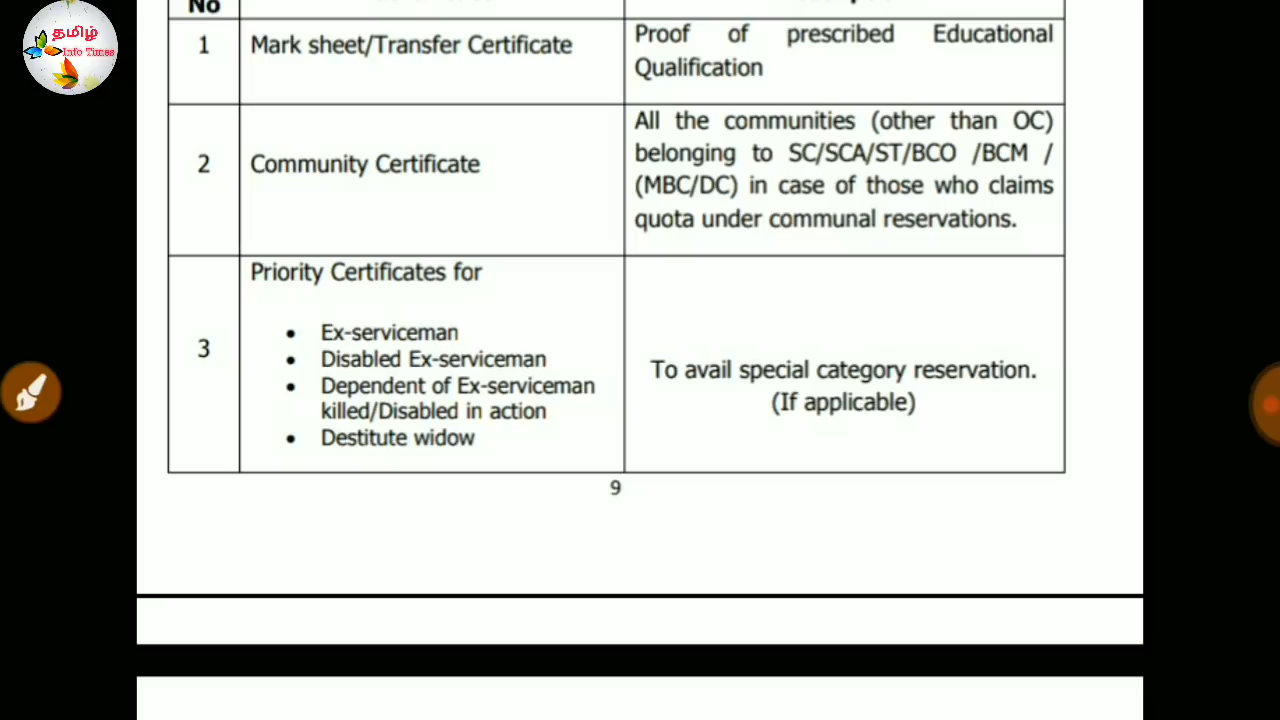 தமிழ்
Info Times
No
1
Mark sheet/Transfer Certificate
Proof of prescribed Educational
Qualification
2
Community Certificate
All the communities (other than OC)
belonging to SC/SCA/ST/BCO /BCM /
(MBC/DC) in case of those who claims
quota under communal reservations.
3
Priority Certificates for
• Ex-serviceman
• Disabled Ex-serviceman
• Dependent of Ex-serviceman
killed/Disabled in action
• Destitute widow
To avail special category reservation.
(If applicable)
9